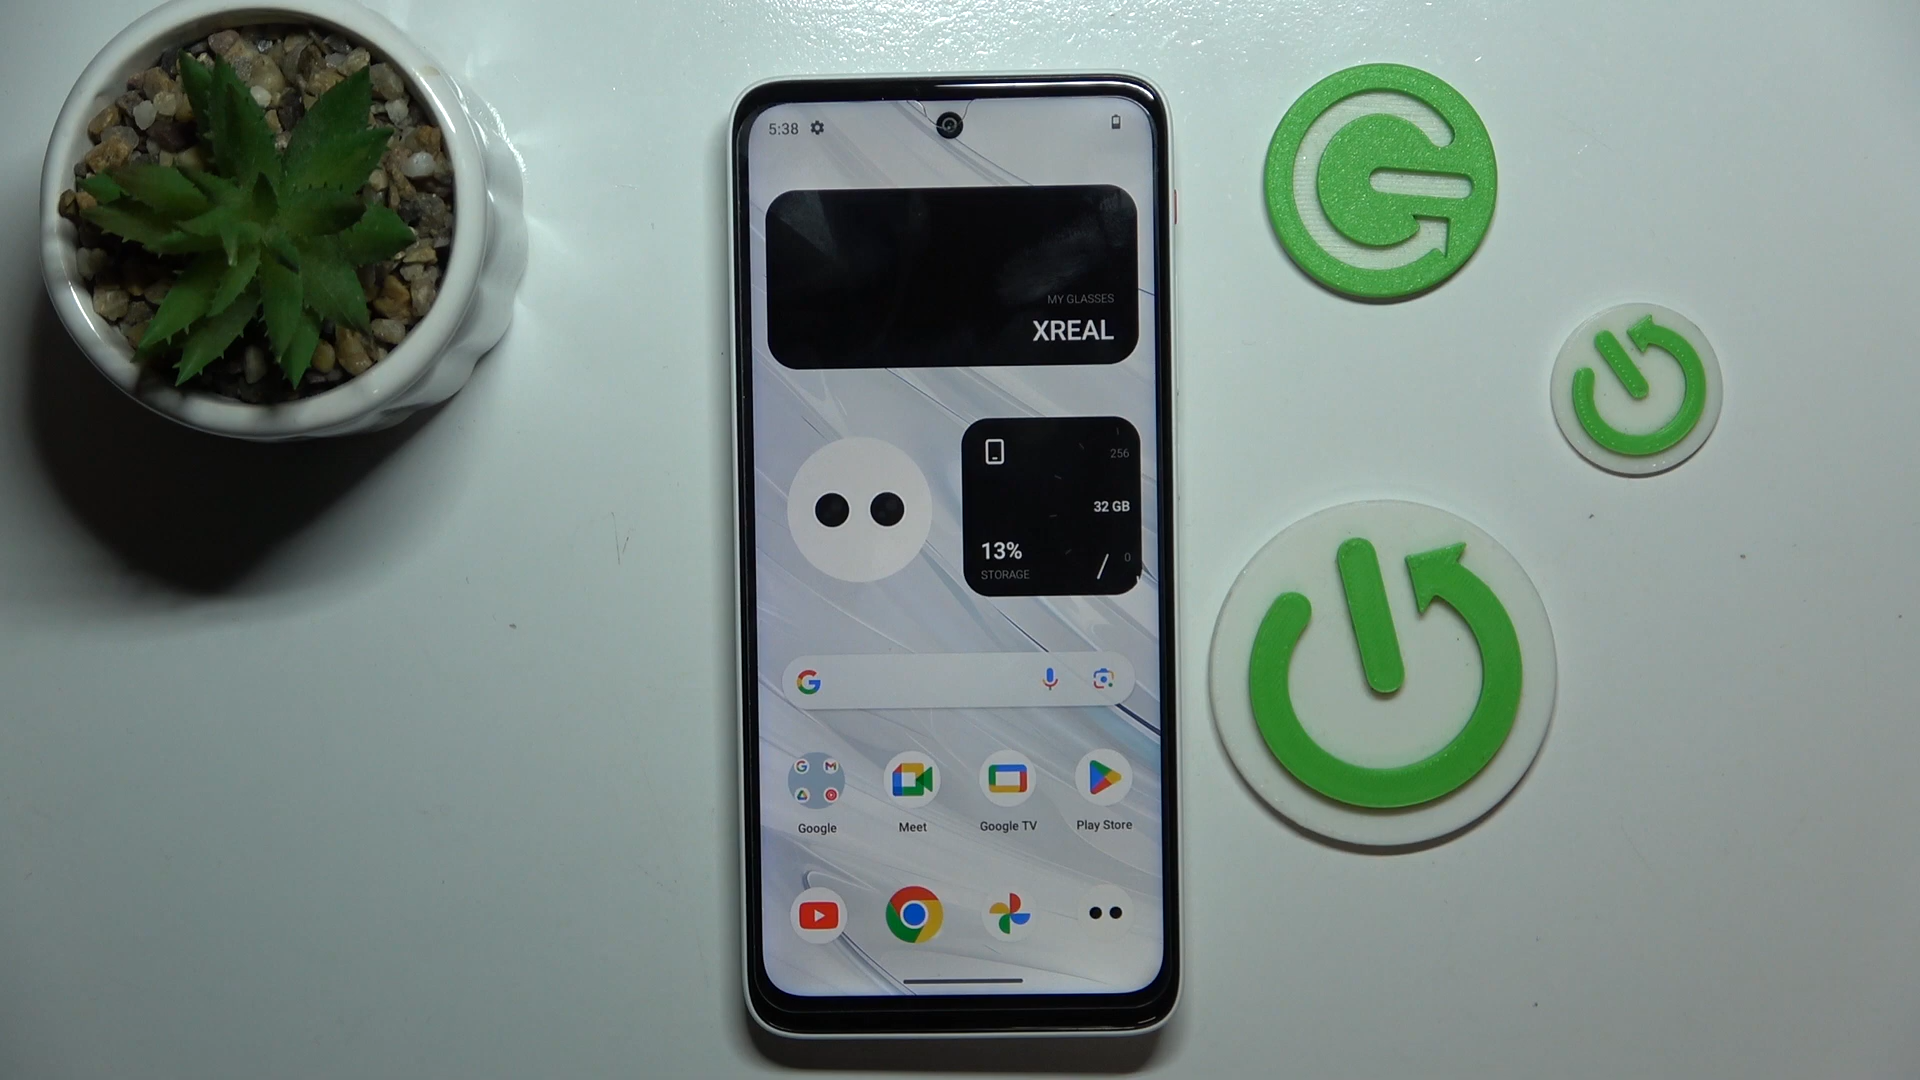 5:38
MY GLASSES
XREAL
256
32 GB
13%
0
STORAGE
Google
Meet
Google TV
Play Store